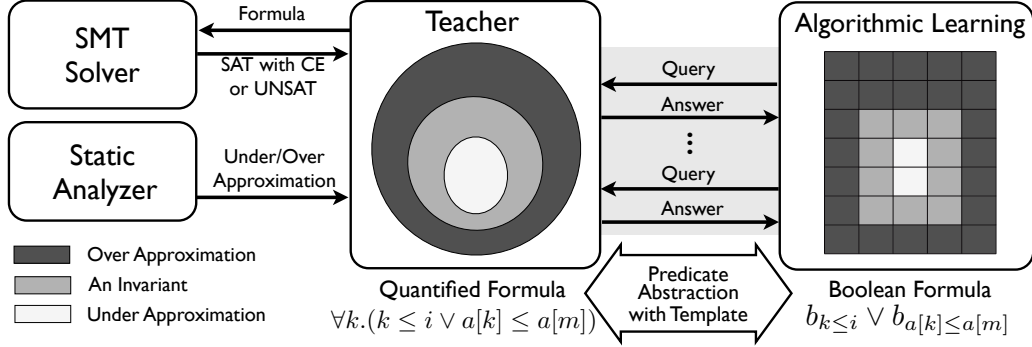 SMT
Solver
Formula
SAT with CE
or UNSAT
Static
Analyzer
Under/Over
Approximation
Over Approximation
An Invariant
Under Approximation
Teacher
Quantified Formula
∀k.(k ≤ i ∨ a[k] ≤ a[m])
Query
Answer
Query
Answer
Predicate
Abstraction
with Template
Algorithmic Learning
Boolean Formula
b_{k≤i} ∨ b_{a[k]≤a[m]}